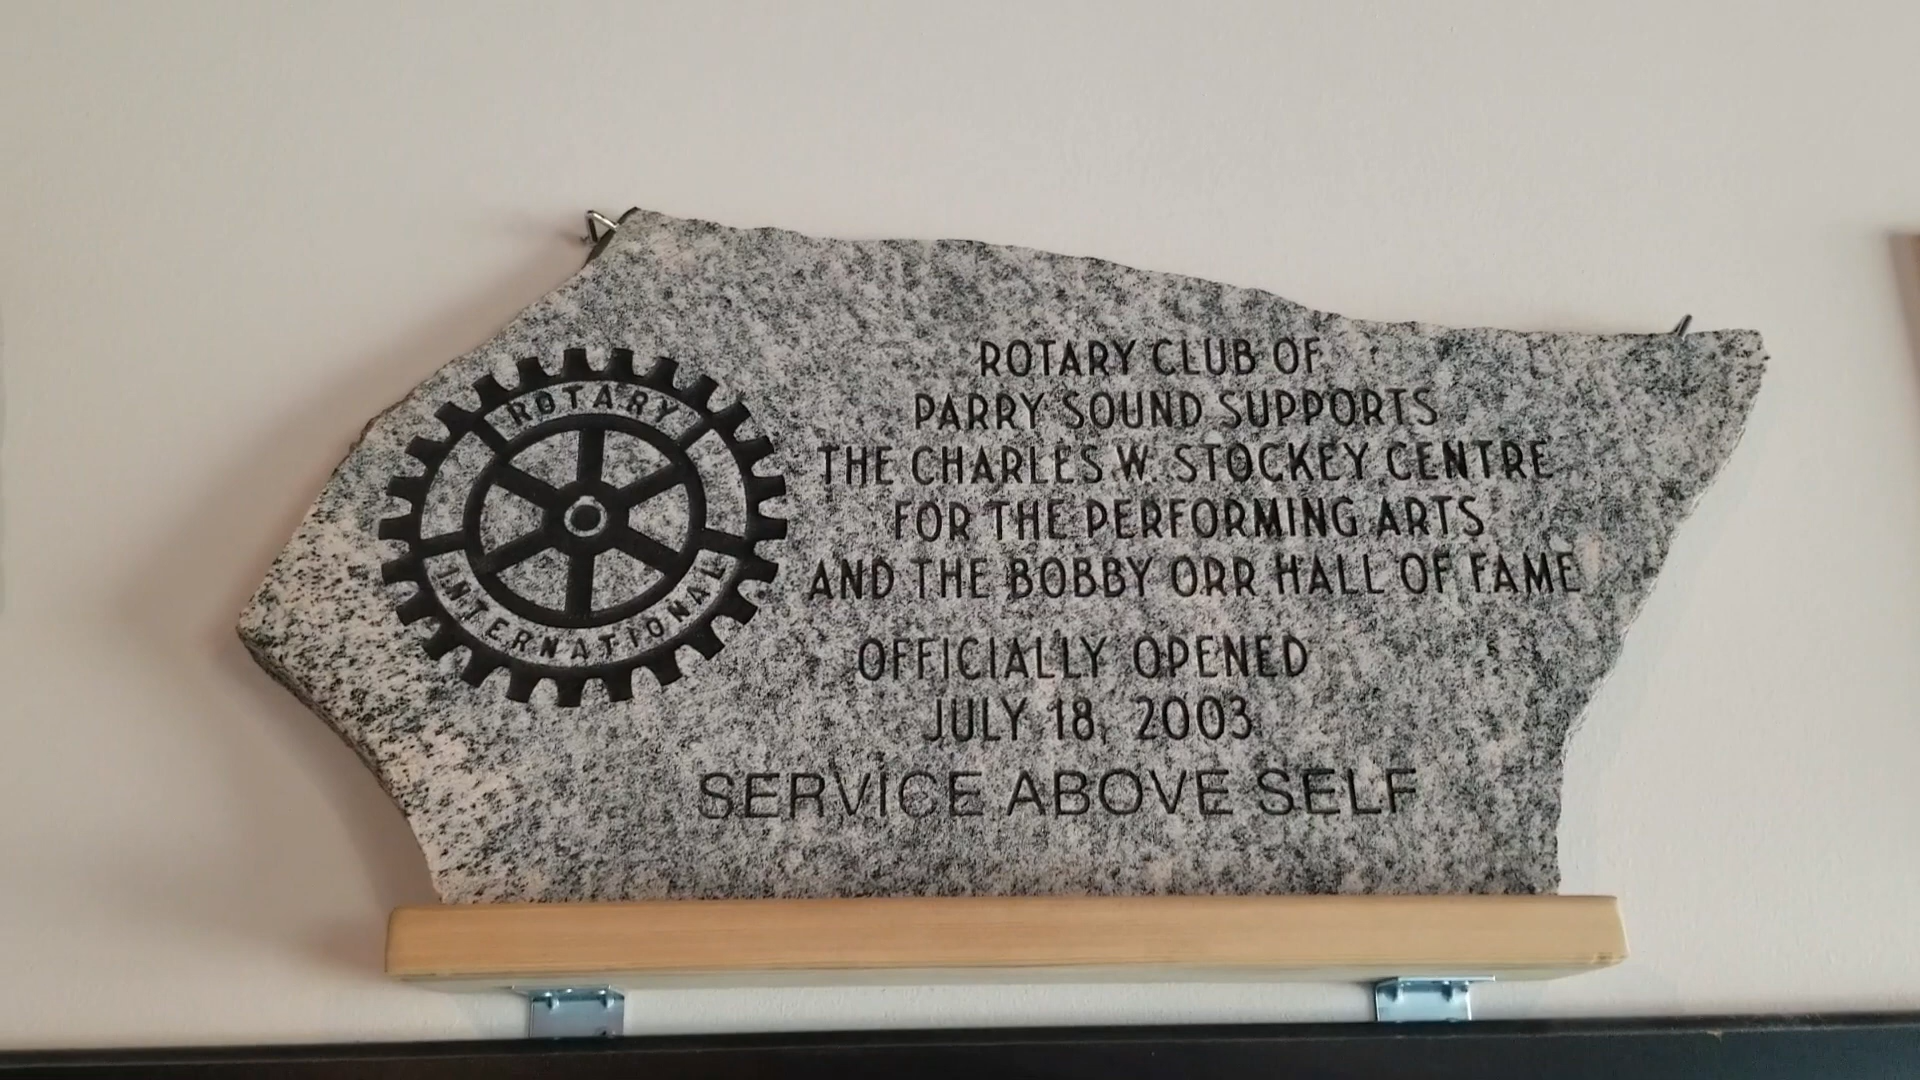 ROTARY
INTERNATIONAL
ROTARY CLUB OF
PARRY SOUND SUPPORTS
THE CHARLES W. STOCKEY CENTRE
FOR THE PERFORMING ARTS
AND THE BOBBY ORR HALL OF FAME
OFFICIALLY OPENED
JULY 18, 2003
SERVICE ABOVE SELF